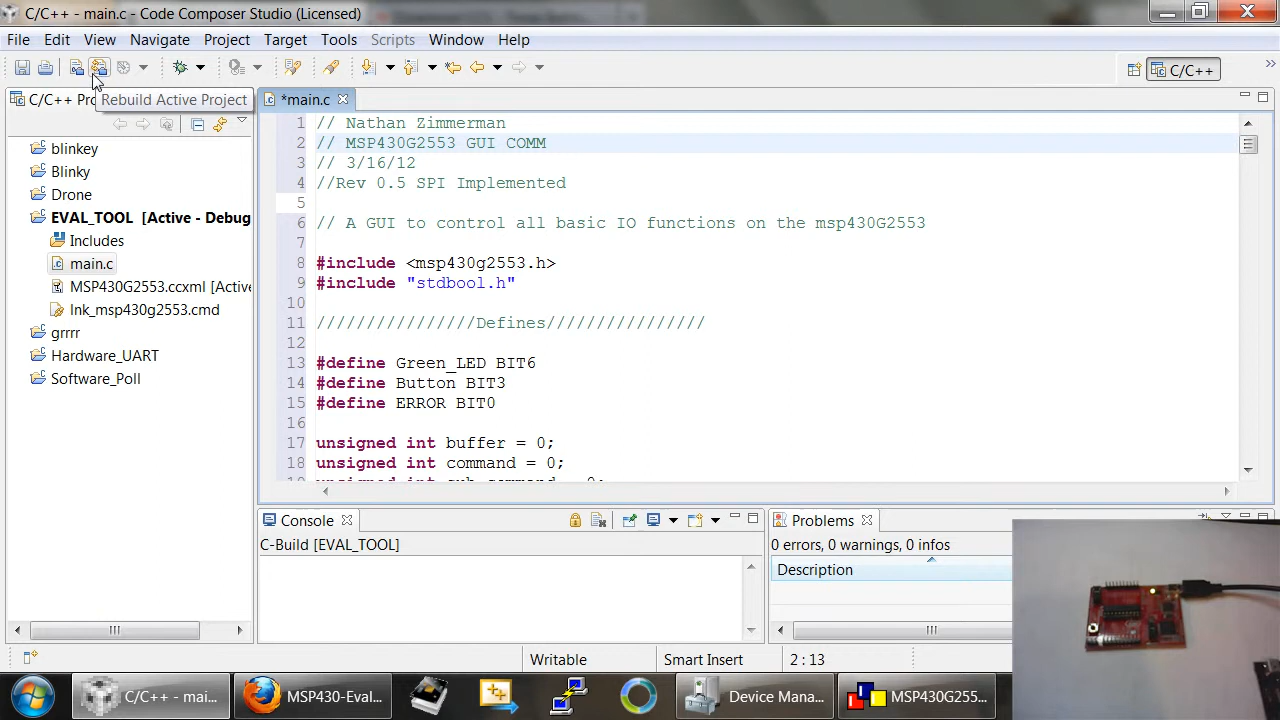 C/C++ - main.c - Code Composer Studio (Licensed)
File Edit View Navigate Project Target Tools Scripts Window Help
C/C++
C/C++ Pro
Rebuild Active Project
*main.c
blinkey
Blinky
Drone
EVAL_TOOL [Active - Debug
Includes
main.c
MSP430G2553.ccxml [Active
lnk_msp430g2553.cmd
grrrr
Hardware_UART
Software_Poll
1 // Nathan Zimmerman
2 // MSP430G2553 GUI COMM
3 // 3/16/12
4 //Rev 0.5 SPI Implemented
5
6 // A GUI to control all basic IO functions on the msp430G2553
7
8 #include <msp430g2553.h>
9 #include "stdbool.h"
10
11 ////////////////Defines////////////////
12
13 #define Green_LED BIT6
14 #define Button BIT3
15 #define ERROR BIT0
16
17 unsigned int buffer = 0;
18 unsigned int command = 0;
Console
C-Build [EVAL_TOOL]
Problems
0 errors, 0 warnings, 0 infos
Description
Writable Smart Insert 2 : 13
C/C++ - mai... MSP430-Eval... Device Mana... MSP430G255...